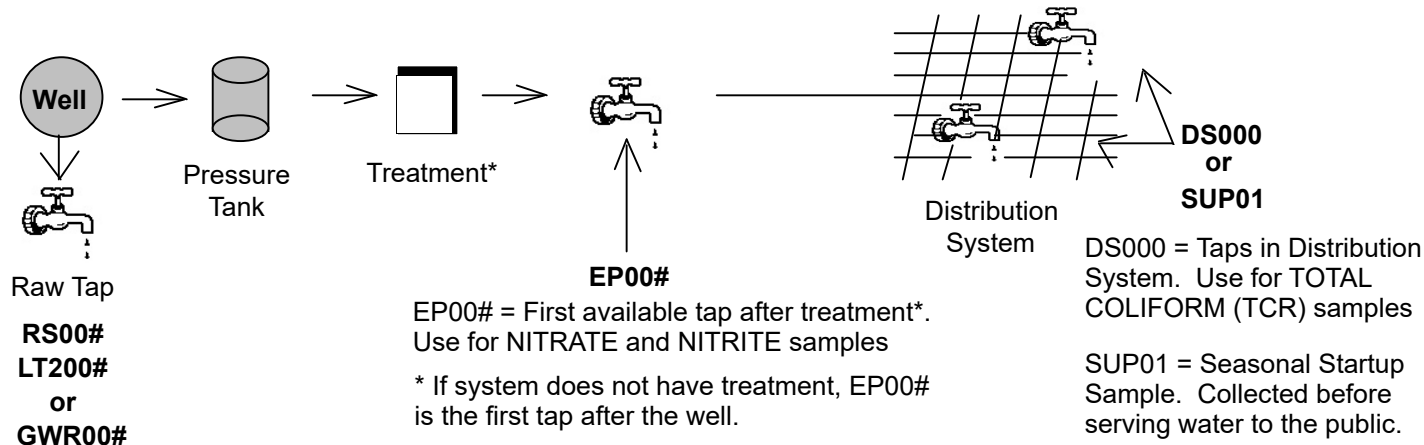 Well
Pressure
Tank
Treatment*
Raw Tap
RS00#
LT200#
or
GWR00#
EP00#
EP00# = First available tap after treatment*.
Use for NITRATE and NITRITE samples
* If system does not have treatment, EP00#
is the first tap after the well.
Distribution
System
DS000
or
SUP01
DS000 = Taps in Distribution
System.  Use for TOTAL
COLIFORM (TCR) samples
SUP01 = Seasonal Startup
Sample.  Collected before
serving water to the public.